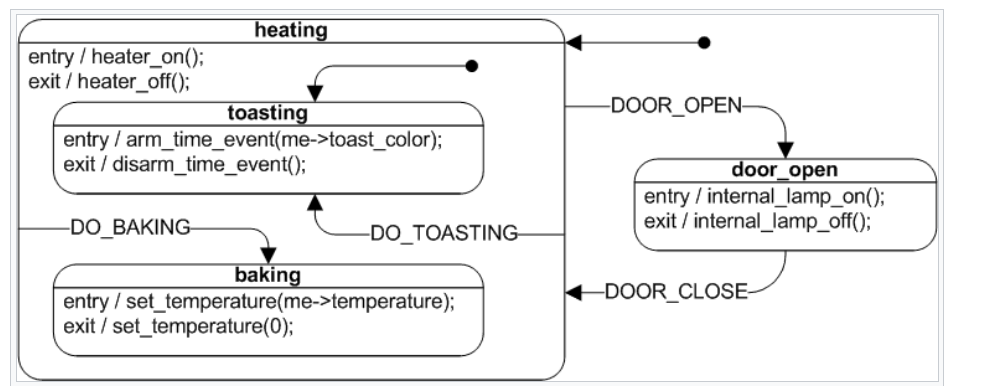 heating
entry / heater_on();
exit / heater_off();
toasting
entry / arm_time_event(me->toast_color);
exit / disarm_time_event();
DO_BAKING
DO_TOASTING
baking
entry / set_temperature(me->temperature);
exit / set_temperature(0);
DOOR_OPEN
door_open
entry / internal_lamp_on();
exit / internal_lamp_off();
DOOR_CLOSE